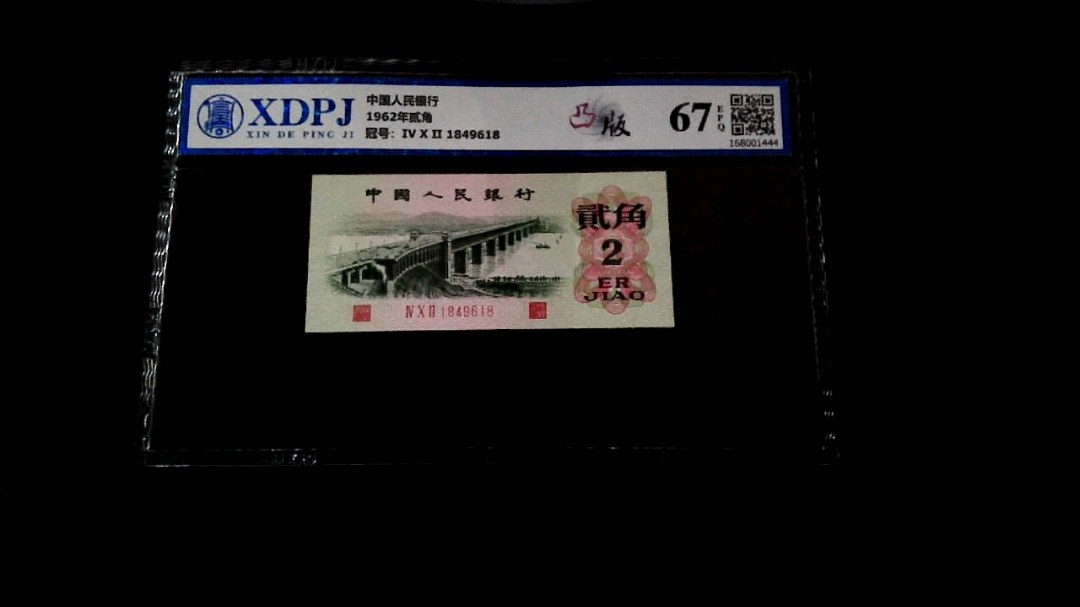 XDPJ
XIN DE PING JI
中国人民银行
1962年贰角
冠号：IV X II 1849618
凸版
67
EPQ
168001444
中國人民銀行
貳角
2
ER
JIAO
IV X II 1849618